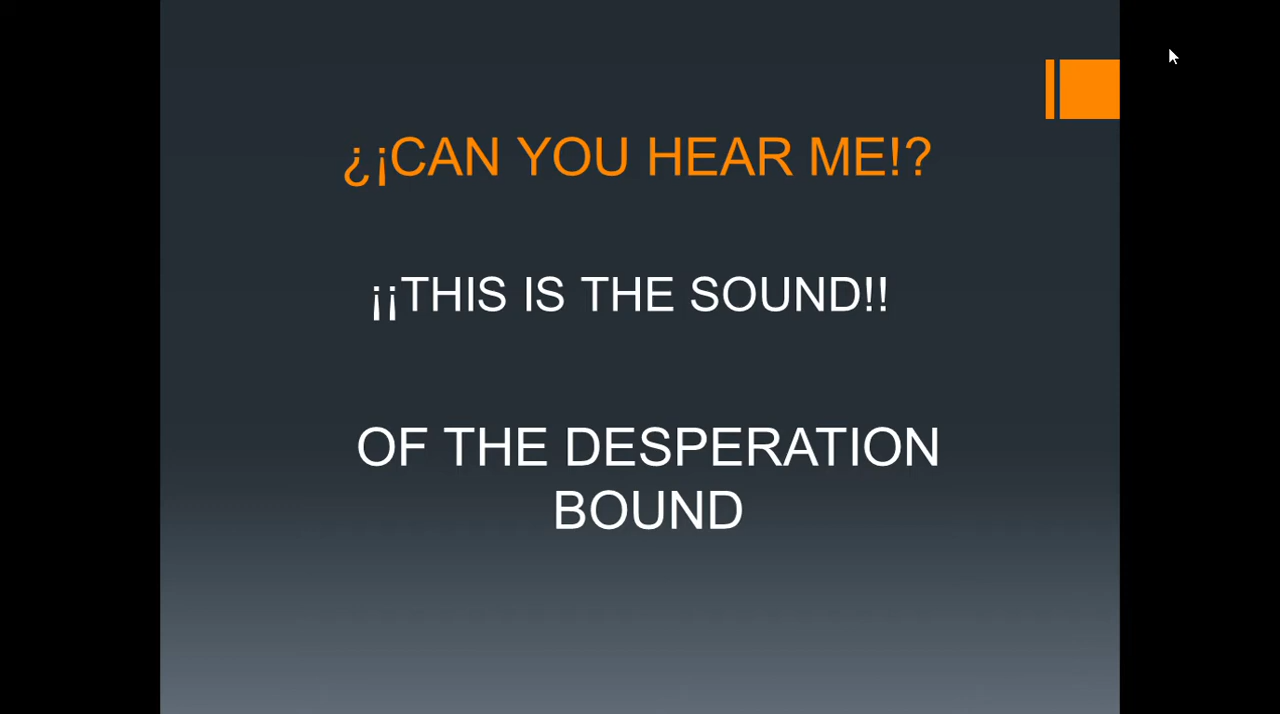 ¿¡CAN YOU HEAR ME!?
¡¡THIS IS THE SOUND!!
OF THE DESPERATION
BOUND